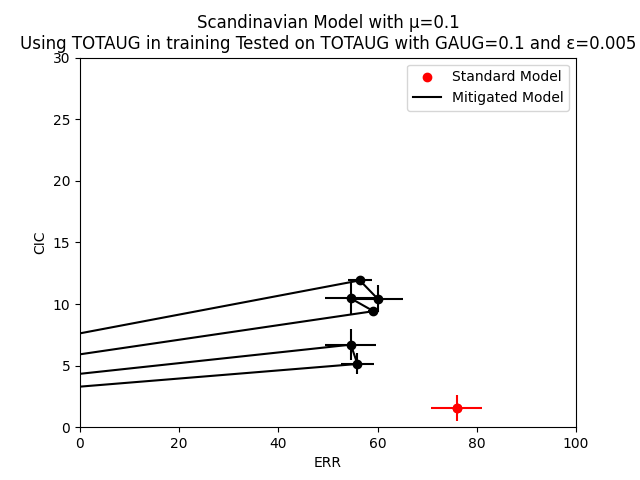 Scandinavian Model with μ=0.1
Using TOTAUG in training Tested on TOTAUG with GAUG=0.1 and ε=0.005
Standard Model
Mitigated Model
CIC
30
25
20
15
10
5
0
0 20 40 60 80 100
ERR